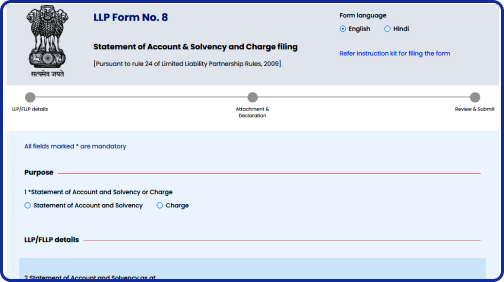 LLP Form No. 8
Form language
English Hindi
Statement of Account & Solvency and Charge filing
Refer instruction kit for filing the form
[Pursuant to rule 24 of Limited Liability Partnership Rules, 2009]
सत्यमेव जयते
LLP/FLLP details
Attachment &
Declaration
Review & Submit
All fields marked * are mandatory
Purpose
1 *Statement of Account and Solvency or Charge
Statement of Account and Solvency Charge
LLP/FLLP details
2 Statement of Account and Solvency as at